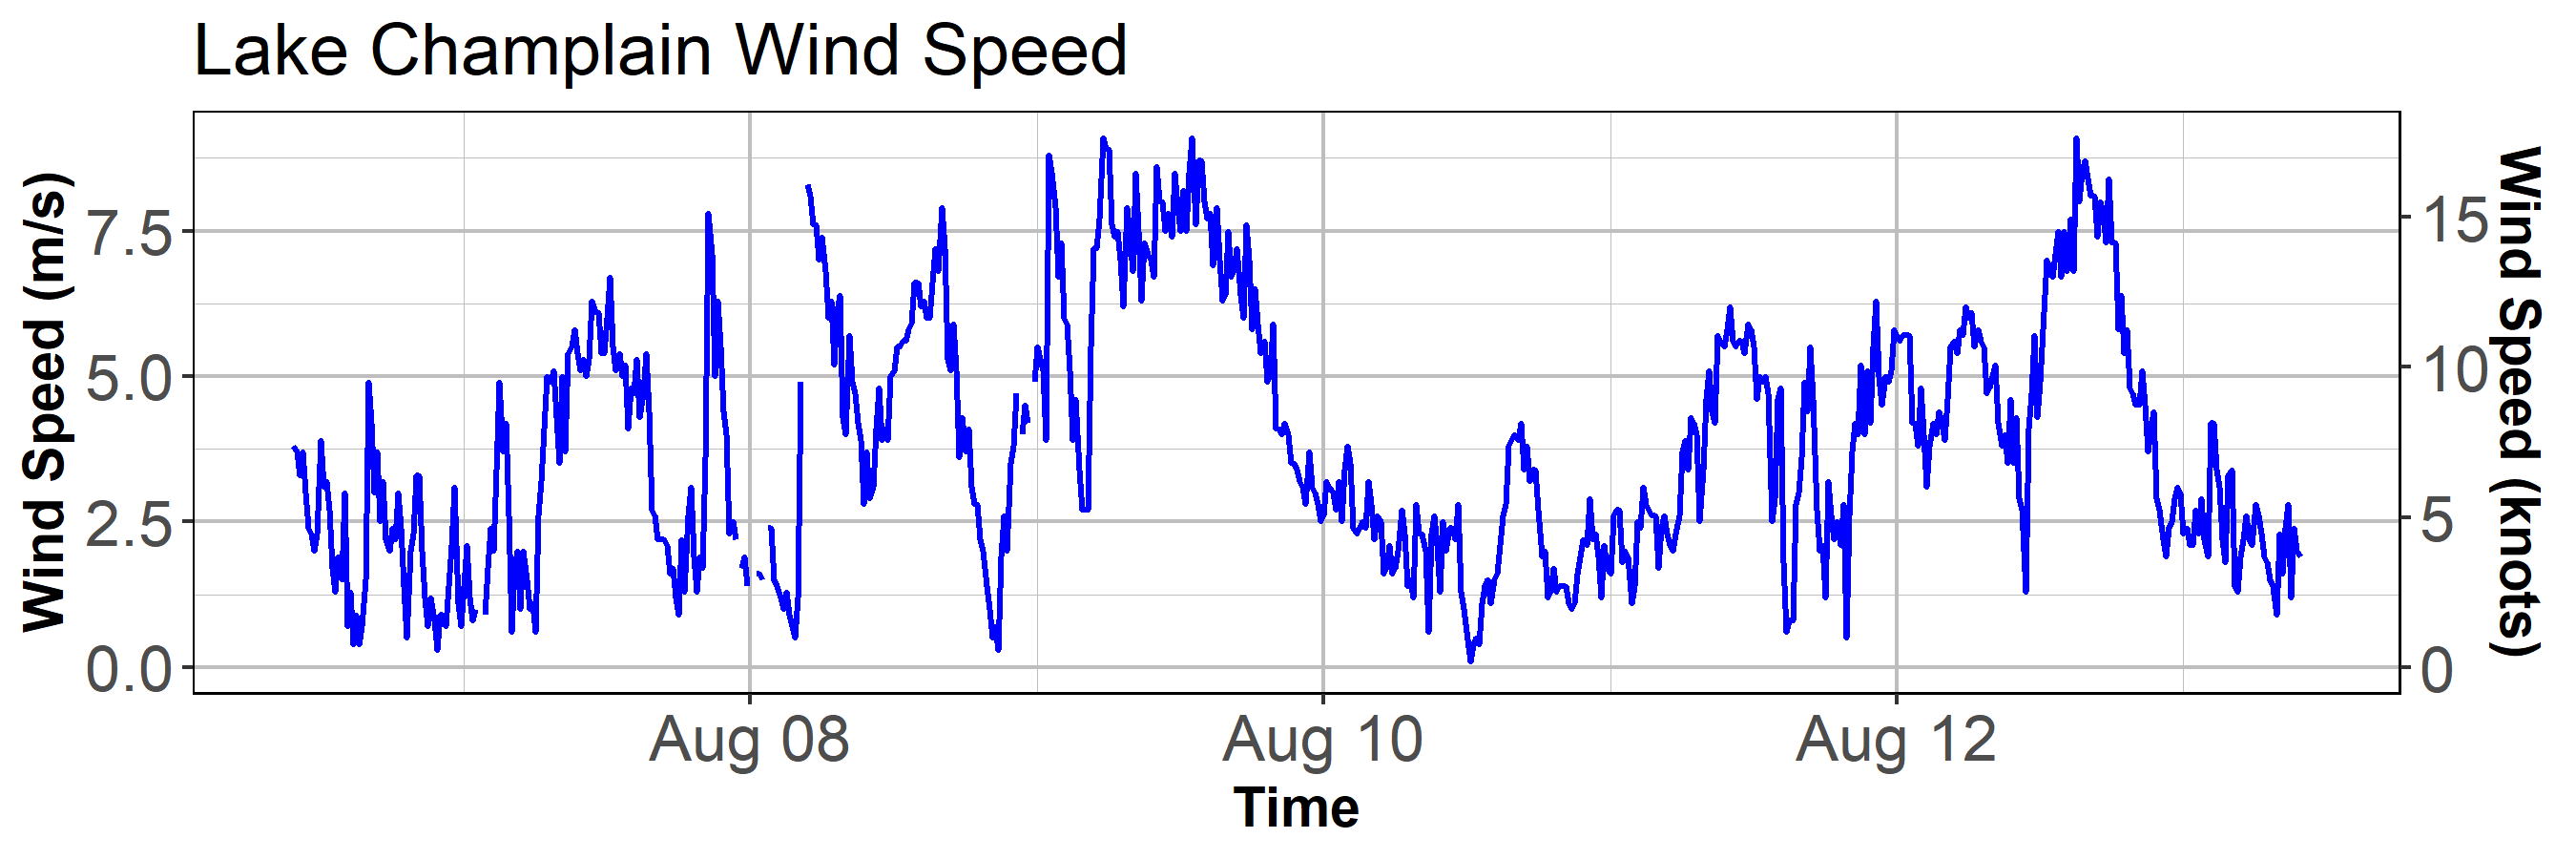 Lake Champlain Wind Speed
Wind Speed (m/s)
7.5
5.0
2.5
0.0
15
10
5
0
Wind Speed (knots)
Aug 08
Aug 10
Aug 12
Time